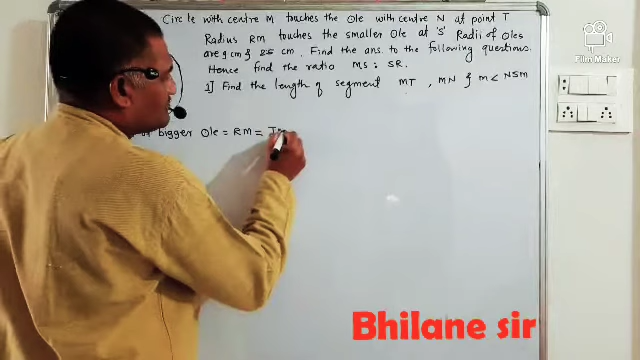 Circle with centre M touches the Ole with centre N at point T
Radius RM touches the smaller Ole at 'S' Radii of Oles
are 9 cm & 2.5 cm. Find the ans. to the following questions.
Hence find the ratio MS : SR.
1] Find the length of segment MT, MN & m∠NSM
bigger Ole = RM =
Film Maker
Bhilane sir